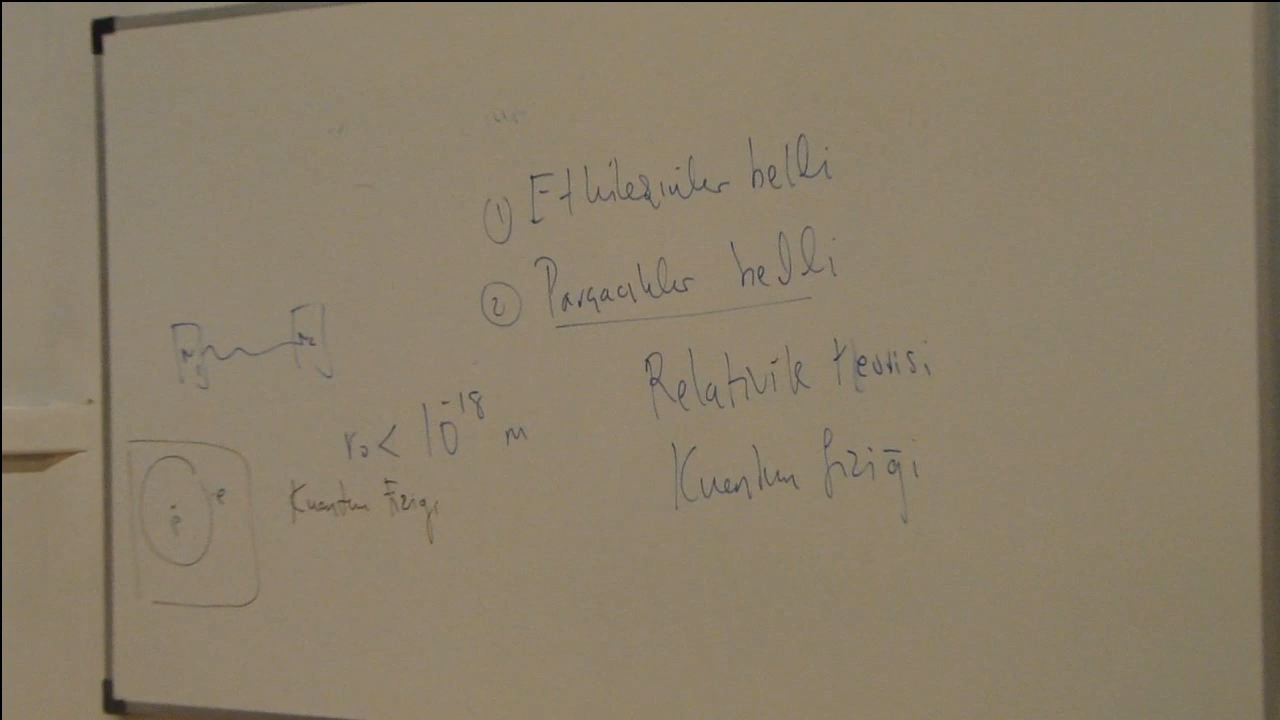 ① Etkileşimler belli
② Parçacıklar belli
Relativite teorisi
Kuantum fiziği
r₀ < 10⁻¹⁸ m
Kuantum Fiziği
e
p